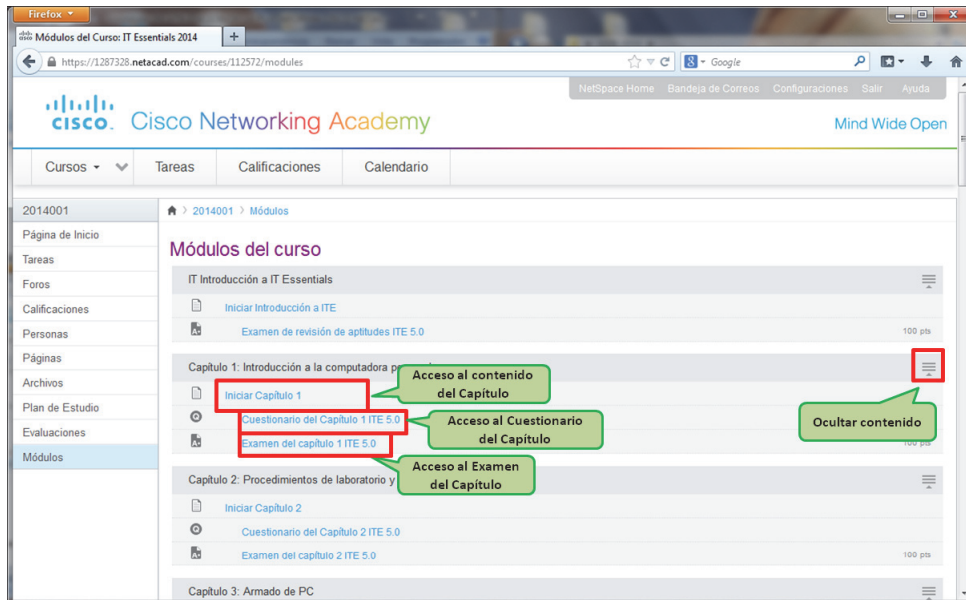 Firefox
Módulos del Curso: IT Essentials 2014
+
https://1287328.netacad.com/courses/112572/modules
Google
NetSpace Home Bandeja de Correos Configuraciones Salir Ayuda
CISCO. Cisco Networking Academy
Mind Wide Open
Cursos Tareas Calificaciones Calendario
2014001
2014001 > Módulos
Página de Inicio
Tareas
Foros
Calificaciones
Personas
Páginas
Archivos
Plan de Estudio
Evaluaciones
Módulos
Módulos del curso
IT Introducción a IT Essentials
Iniciar Introducción a ITE
Examen de revisión de aptitudes ITE 5.0
100 pts
Capítulo 1: Introducción a la computadora
Acceso al contenido
del Capítulo
Iniciar Capítulo 1
Ocultar contenido
Cuestionario del Capítulo 1 ITE 5.0
Acceso al Cuestionario
del Capítulo
Examen del capítulo 1 ITE 5.0
100 pts
Acceso al Examen
del Capítulo
Capítulo 2: Procedimientos de laboratorio y
Iniciar Capítulo 2
Cuestionario del Capítulo 2 ITE 5.0
Examen del capítulo 2 ITE 5.0
100 pts
Capítulo 3: Armado de PC